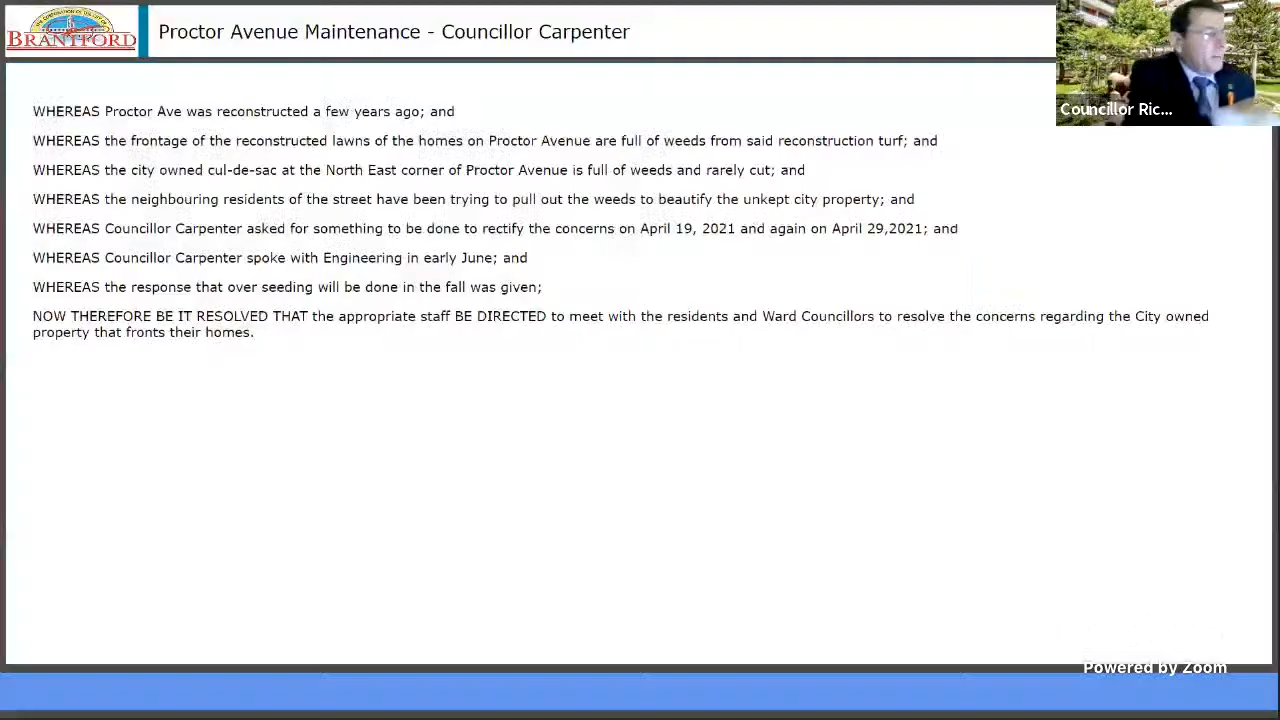 THE CORPORATION OF THE CITY OF
BRANTFORD
Proctor Avenue Maintenance - Councillor Carpenter
Councillor Ric...
WHEREAS Proctor Ave was reconstructed a few years ago; and
WHEREAS the frontage of the reconstructed lawns of the homes on Proctor Avenue are full of weeds from said reconstruction turf; and
WHEREAS the city owned cul-de-sac at the North East corner of Proctor Avenue is full of weeds and rarely cut; and
WHEREAS the neighbouring residents of the street have been trying to pull out the weeds to beautify the unkept city property; and
WHEREAS Councillor Carpenter asked for something to be done to rectify the concerns on April 19, 2021 and again on April 29,2021; and
WHEREAS Councillor Carpenter spoke with Engineering in early June; and
WHEREAS the response that over seeding will be done in the fall was given;
NOW THEREFORE BE IT RESOLVED THAT the appropriate staff BE DIRECTED to meet with the residents and Ward Councillors to resolve the concerns regarding the City owned
property that fronts their homes.
Powered by Zoom